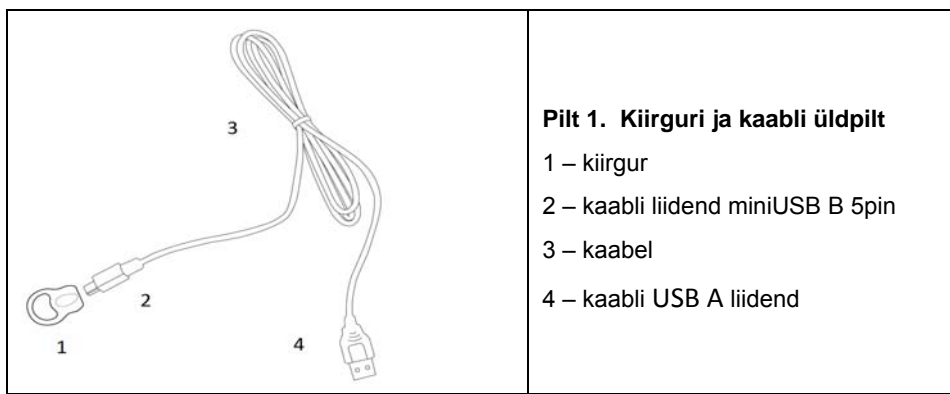 3
2
1
4
Pilt 1.  Kiirguri ja kaabli üldpilt
1 – kiirgur
2 – kaabli liidend miniUSB B 5pin
3 – kaabel
4 – kaabli USB A liidend